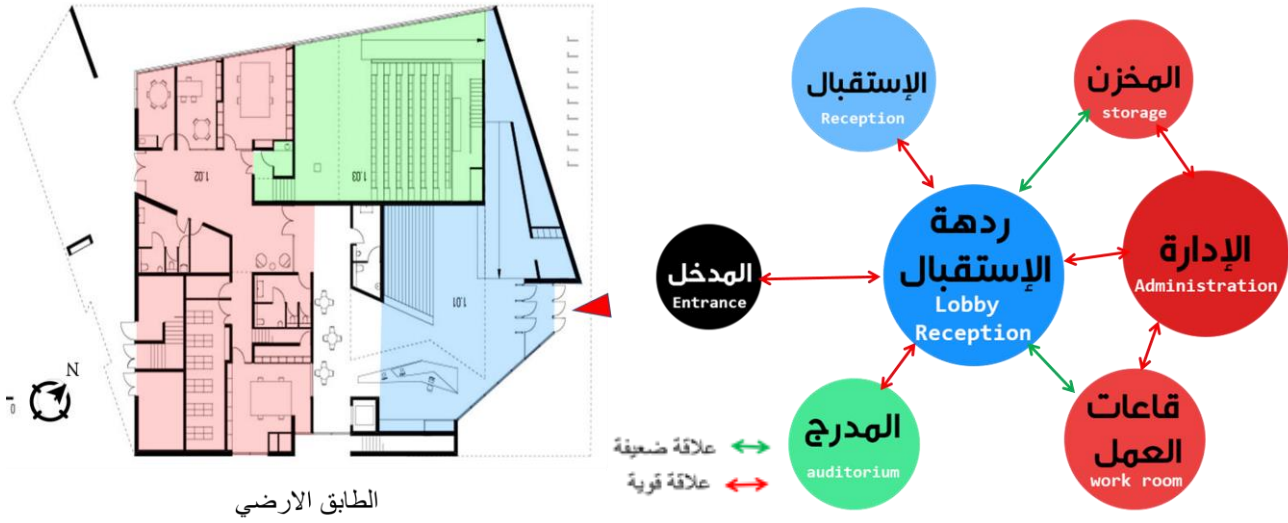 1.02
1.03
1.01
N
الطابق الارضي
الإستقبال
Reception
المخزن
storage
ردهة
الإستقبال
Lobby
Reception
المدخل
Entrance
الإدارة
Administration
المدرج
auditorium
قاعات
العمل
work room
علاقة ضعيفة
علاقة قوية